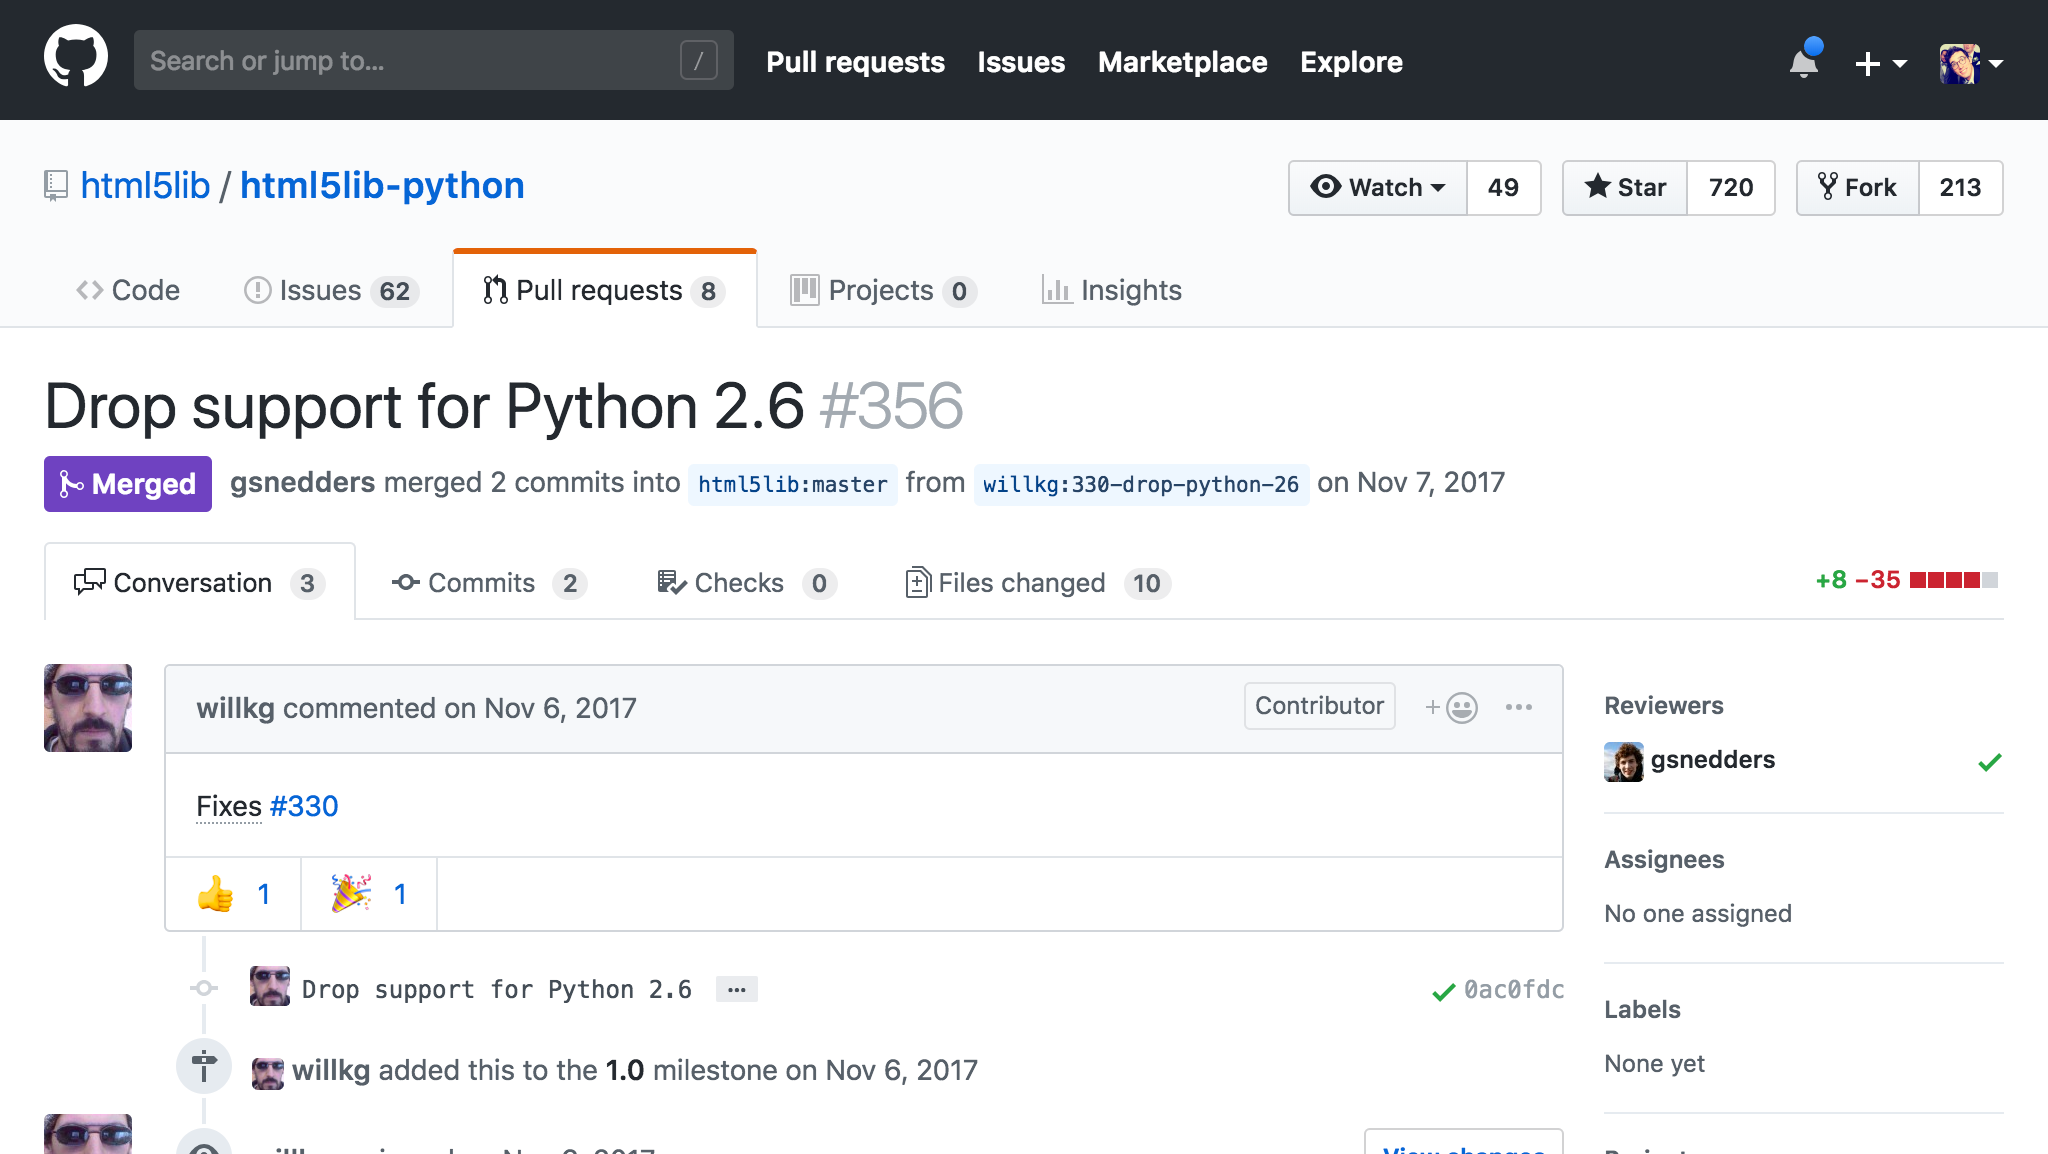 Search or jump to... /
Pull requests Issues Marketplace Explore
html5lib / html5lib-python
Watch 49 Star 720 Fork 213
Code Issues 62 Pull requests 8 Projects 0 Insights
Drop support for Python 2.6 #356
Merged gsnedders merged 2 commits into html5lib:master from willkg:330-drop-python-26 on Nov 7, 2017
Conversation 3 Commits 2 Checks 0 Files changed 10 +8 −35
willkg commented on Nov 6, 2017 Contributor
Fixes #330
1 1
Drop support for Python 2.6 … 0ac0fdc
willkg added this to the 1.0 milestone on Nov 6, 2017
View changes
Reviewers
gsnedders
Assignees
No one assigned
Labels
None yet